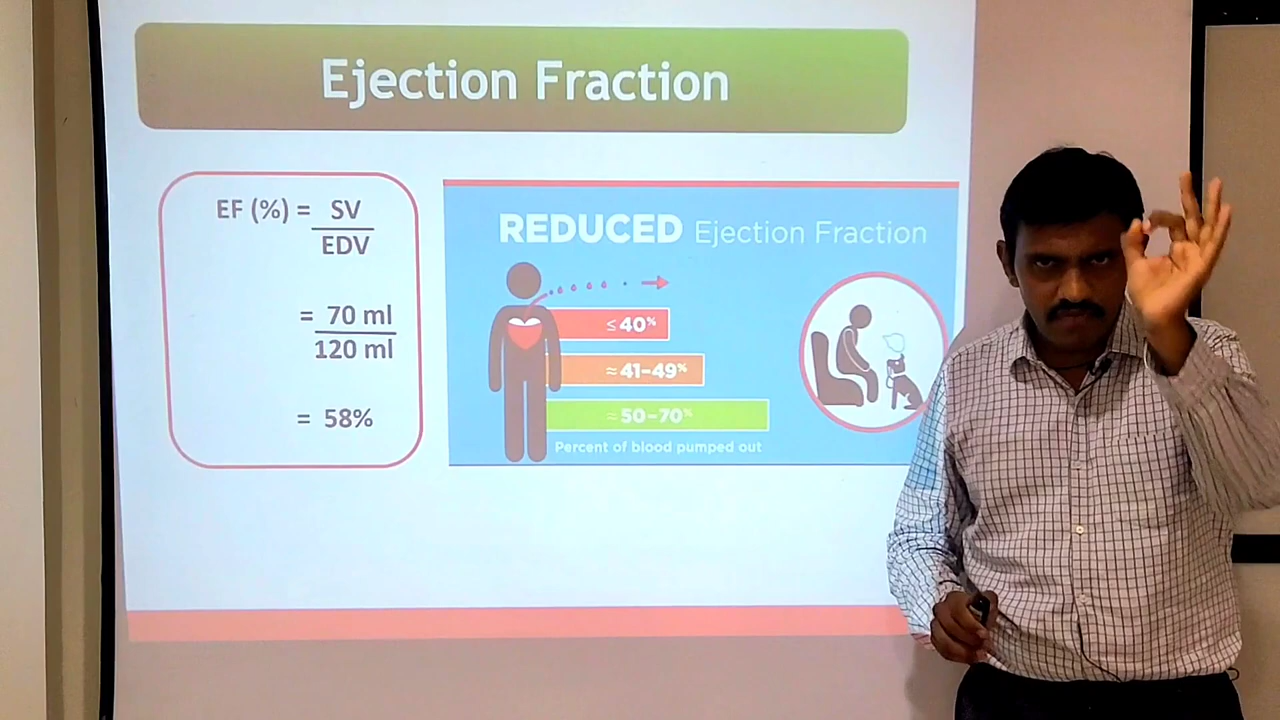 Ejection Fraction
EF (%) = SV
EDV
= 70 ml
120 ml
= 58%
REDUCED Ejection Fraction
≤ 40%
≈ 41-49%
≈ 50-70%
Percent of blood pumped out